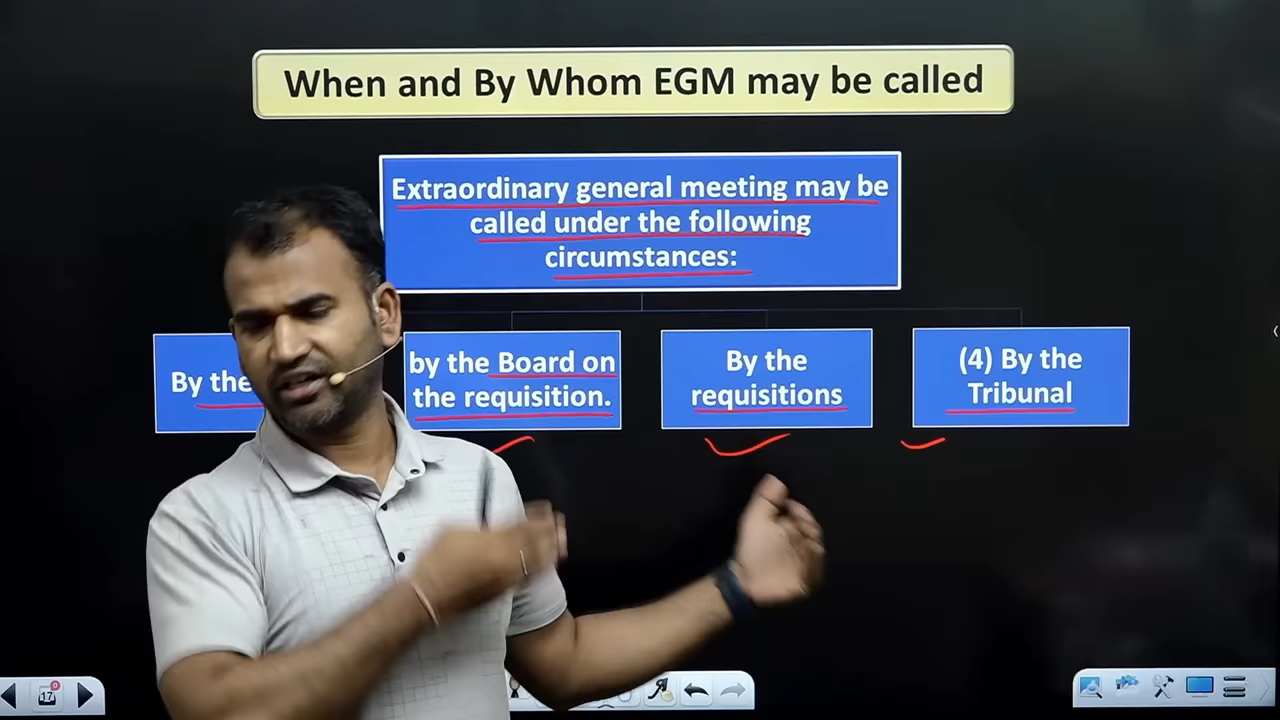 When and By Whom EGM may be called
Extraordinary general meeting may be
called under the following
circumstances:
By the
by the Board on
the requisition.
By the
requisitions
(4) By the
Tribunal
17